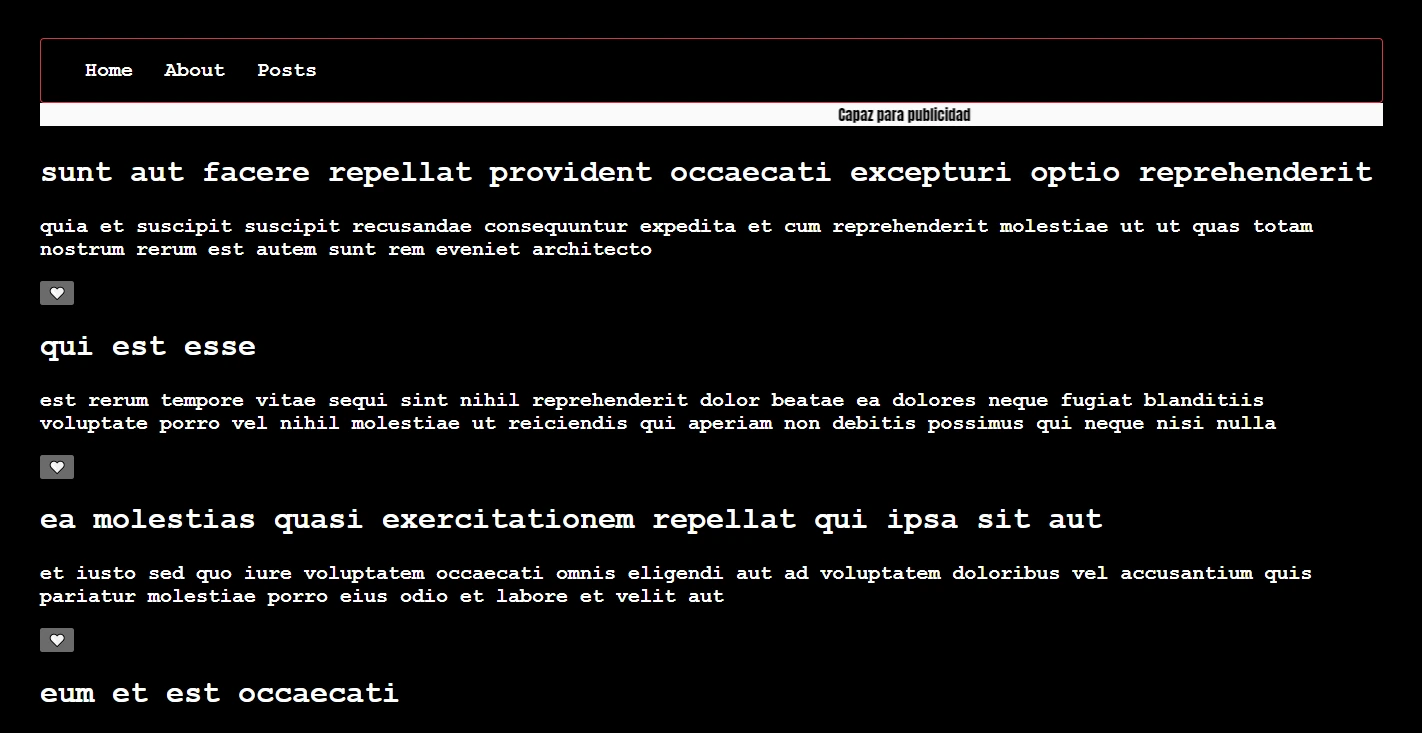 Home About Posts
Capaz para publicidad
sunt aut facere repellat provident occaecati excepturi optio reprehenderit
quia et suscipit suscipit recusandae consequuntur expedita et cum reprehenderit molestiae ut ut quas totam
nostrum rerum est autem sunt rem eveniet architecto
qui est esse
est rerum tempore vitae sequi sint nihil reprehenderit dolor beatae ea dolores neque fugiat blanditiis
voluptate porro vel nihil molestiae ut reiciendis qui aperiam non debitis possimus qui neque nisi nulla
ea molestias quasi exercitationem repellat qui ipsa sit aut
et iusto sed quo iure voluptatem occaecati omnis eligendi aut ad voluptatem doloribus vel accusantium quis
pariatur molestiae porro eius odio et labore et velit aut
eum et est occaecati